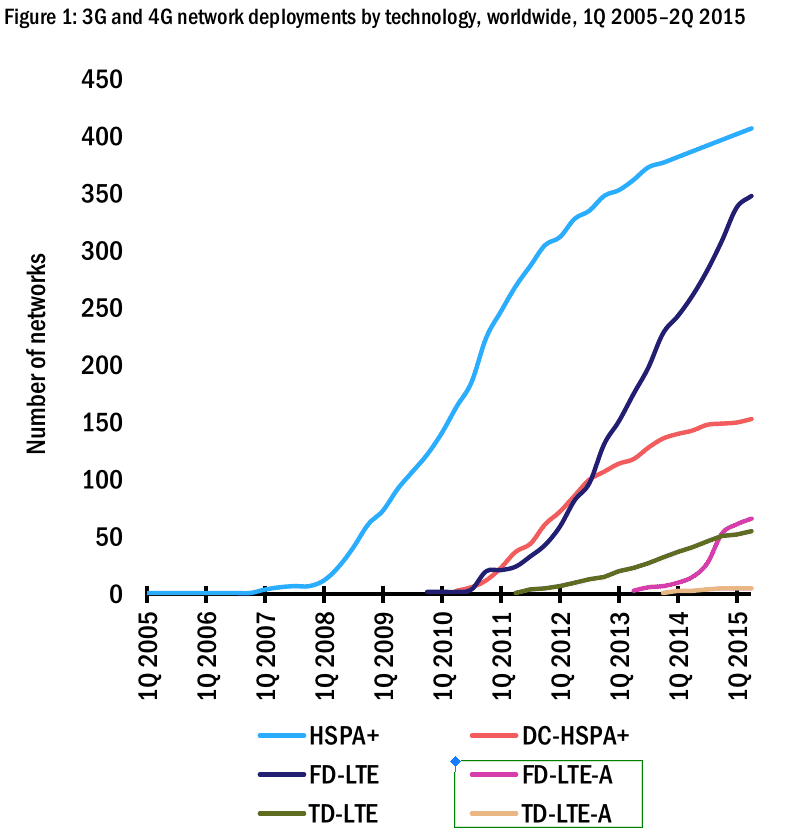 Figure 1: 3G and 4G network deployments by technology, worldwide, 1Q 2005–2Q 2015
450
400
350
300
250
200
150
100
50
0
Number of networks
1Q 2005
1Q 2006
1Q 2007
1Q 2008
1Q 2009
1Q 2010
1Q 2011
1Q 2012
1Q 2013
1Q 2014
1Q 2015
HSPA+ DC-HSPA+
FD-LTE FD-LTE-A
TD-LTE TD-LTE-A